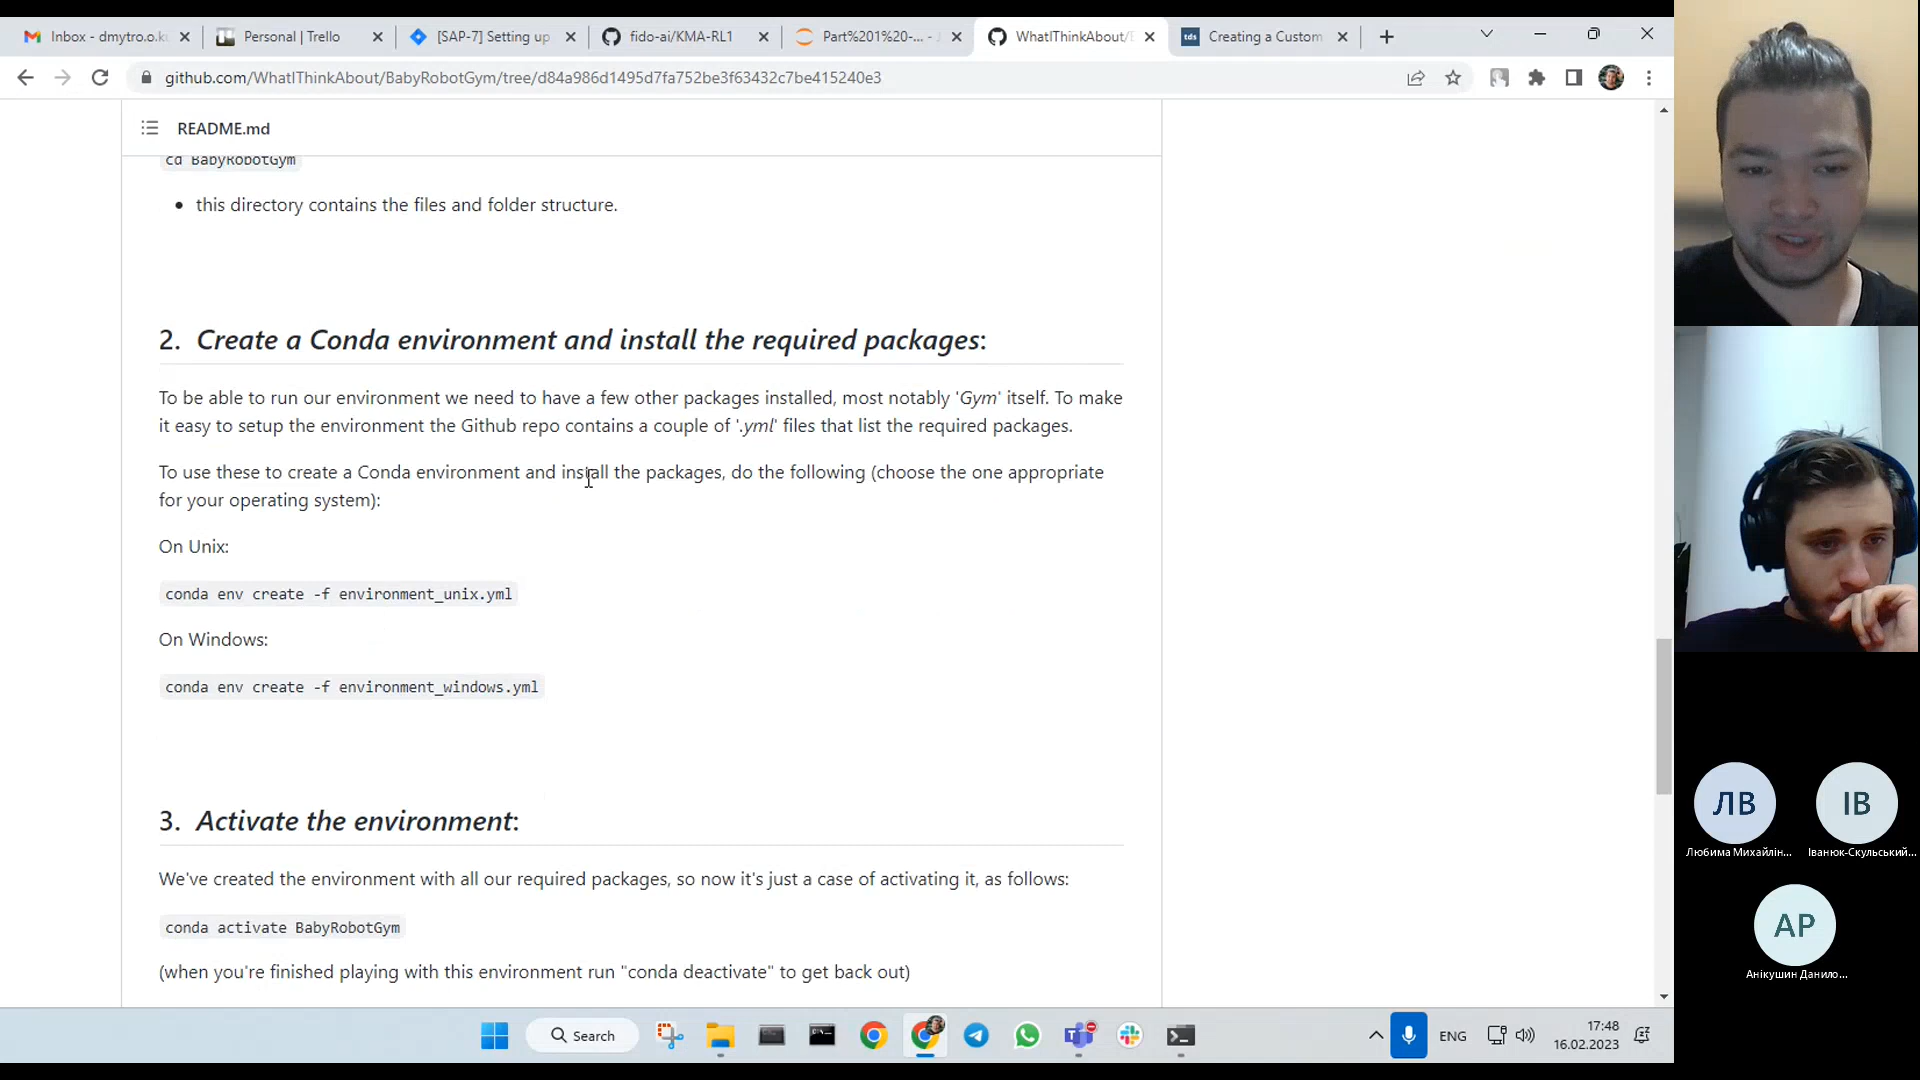 Inbox - dmytro.o.ku
Personal | Trello
[SAP-7] Setting up
fido-ai/KMA-RL1
Part%201%20-... - J
WhatIThinkAbout/B
tds
Creating a Custom
github.com/WhatIThinkAbout/BabyRobotGym/tree/d84a986d1495d7fa752be3f63432c7be415240e3
README.md
cd BabyRobotGym
• this directory contains the files and folder structure.
2. Create a Conda environment and install the required packages:
To be able to run our environment we need to have a few other packages installed, most notably 'Gym' itself. To make
it easy to setup the environment the Github repo contains a couple of '.yml' files that list the required packages.
To use these to create a Conda environment and install the packages, do the following (choose the one appropriate
for your operating system):
On Unix:
conda env create -f environment_unix.yml
On Windows:
conda env create -f environment_windows.yml
3. Activate the environment:
We've created the environment with all our required packages, so now it's just a case of activating it, as follows:
conda activate BabyRobotGym
(when you're finished playing with this environment run "conda deactivate" to get back out)
ЛВ
ІВ
Любима Михайлін...
Іванюк-Скульський...
АР
Анікушин Данило...
Search
ENG
17:48
16.02.2023